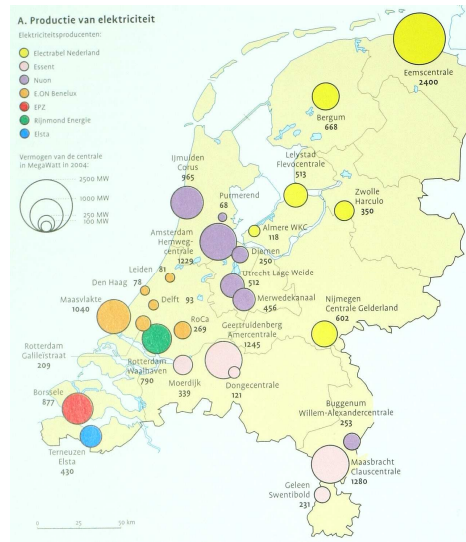 A. Productie van elektriciteit
Elektriciteitsproducenten:
Electrabel Nederland
Essent
Nuon
E.ON Benelux
EPZ
Rijnmond Energie
Elsta
Vermogen van de centrale
in MegaWatt in 2004:
2500 MW
1000 MW
250 MW
100 MW
Eemscentrale
2400
Bergum
668
IJmuiden
Corus
965
Lelystad
Flevocentrale
513
Purmerend
68
Zwolle
Harculo
350
Almere WKC
118
Amsterdam
Hemweg-
centrale
1229
Diemen
250
Leiden 81
Utrecht Lage Weide
512
Den Haag 78
Merwedekanaal
456
Delft 93
Maasvlakte
1040
Nijmegen
Centrale Gelderland
602
RoCa
269
Geertruidenberg
Amercentrale
1245
Rotterdam
Galileïstraat
209
Rotterdam
Waalhaven
790
Moerdijk
339
Dongecentrale
121
Borssele
877
Buggenum
Willem-Alexandercentrale
253
Terneuzen
Elsta
430
Maasbracht
Clauscentrale
1280
Geleen
Swentibold
231
0 25 50 km